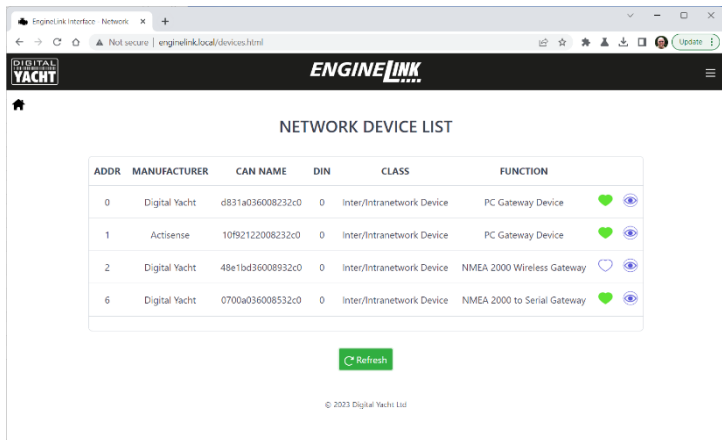 EngineLink Interface - Network
Not secure enginelink.local/devices.html
Update
DIGITAL
YACHT
ENGINELINK
NETWORK DEVICE LIST
ADDR MANUFACTURER CAN NAME DIN CLASS FUNCTION
0 Digital Yacht d831a036008232c0 0 Inter/Intranetwork Device PC Gateway Device
1 Actisense 10f92122008232c0 0 Inter/Intranetwork Device PC Gateway Device
2 Digital Yacht 48e1bd36008932c0 0 Inter/Intranetwork Device NMEA 2000 Wireless Gateway
6 Digital Yacht 0700a036008532c0 0 Inter/Intranetwork Device NMEA 2000 to Serial Gateway
Refresh
© 2023 Digital Yacht Ltd